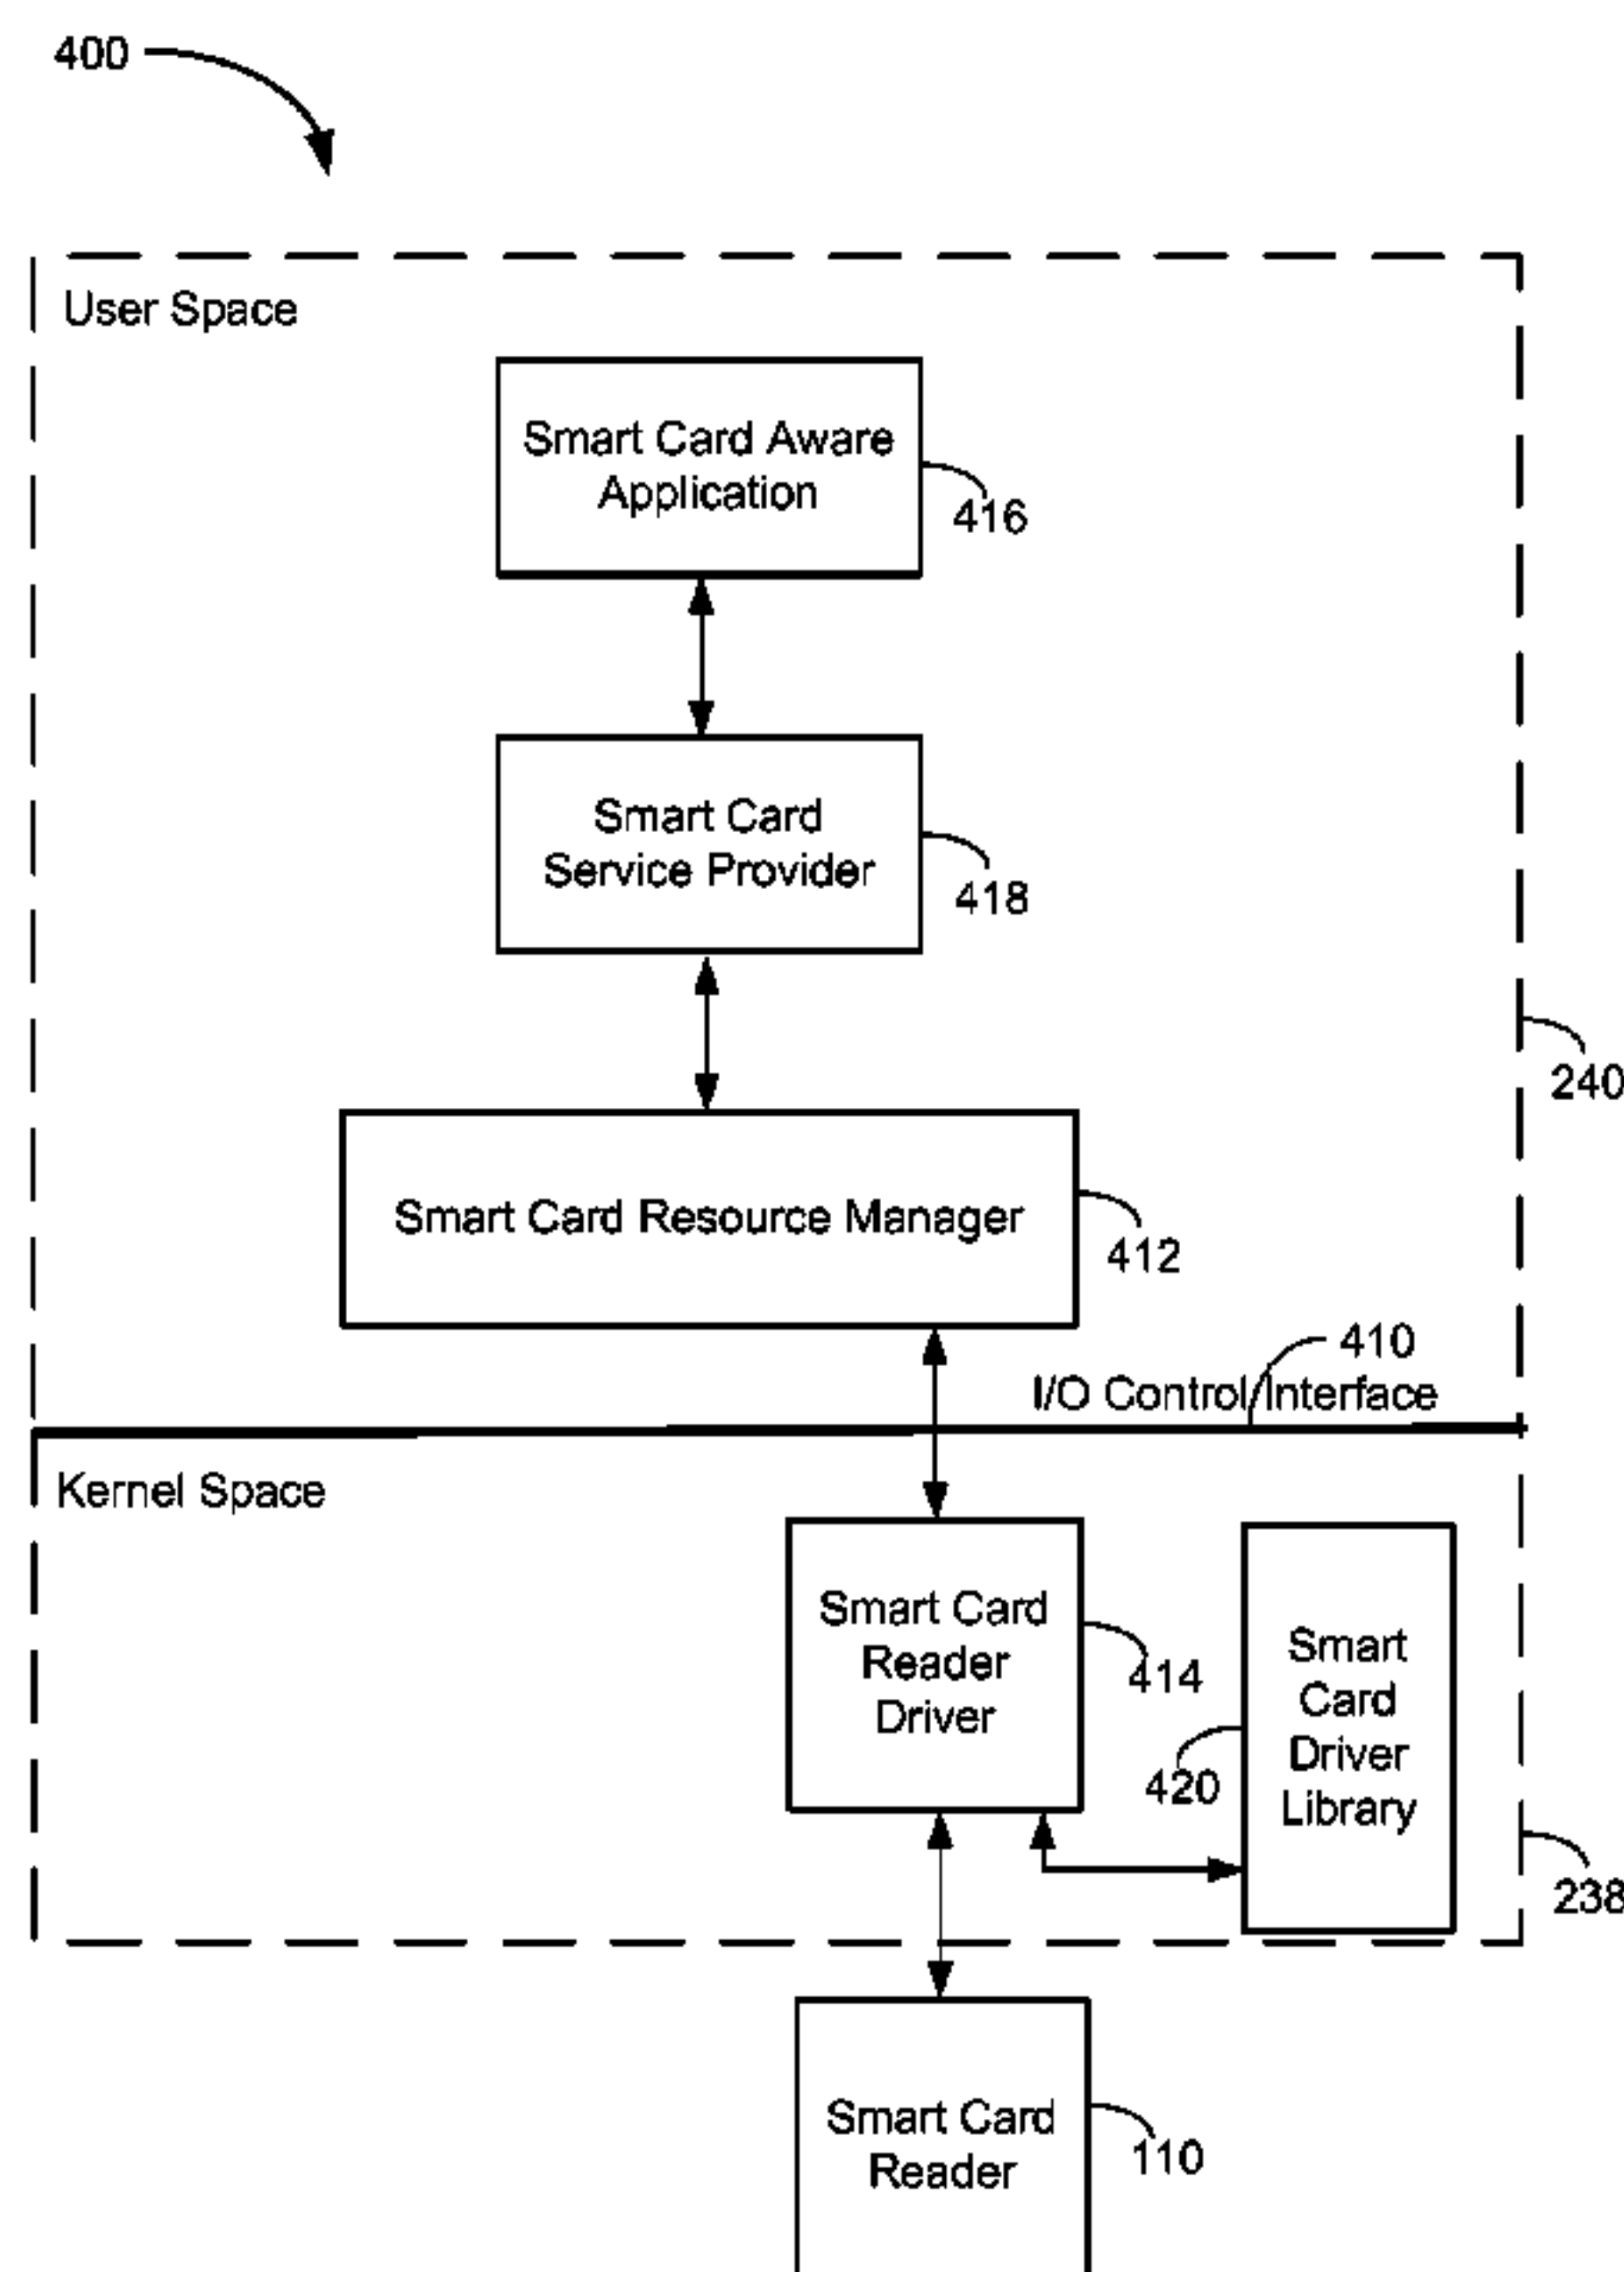 400
User Space
Smart Card Aware
Application
416
Smart Card
Service Provider
418
240
Smart Card Resource Manager
412
410
I/O Control Interface
Kernel Space
Smart Card
Reader
Driver
414
Smart
Card
Driver
Library
420
238
Smart Card
Reader
110